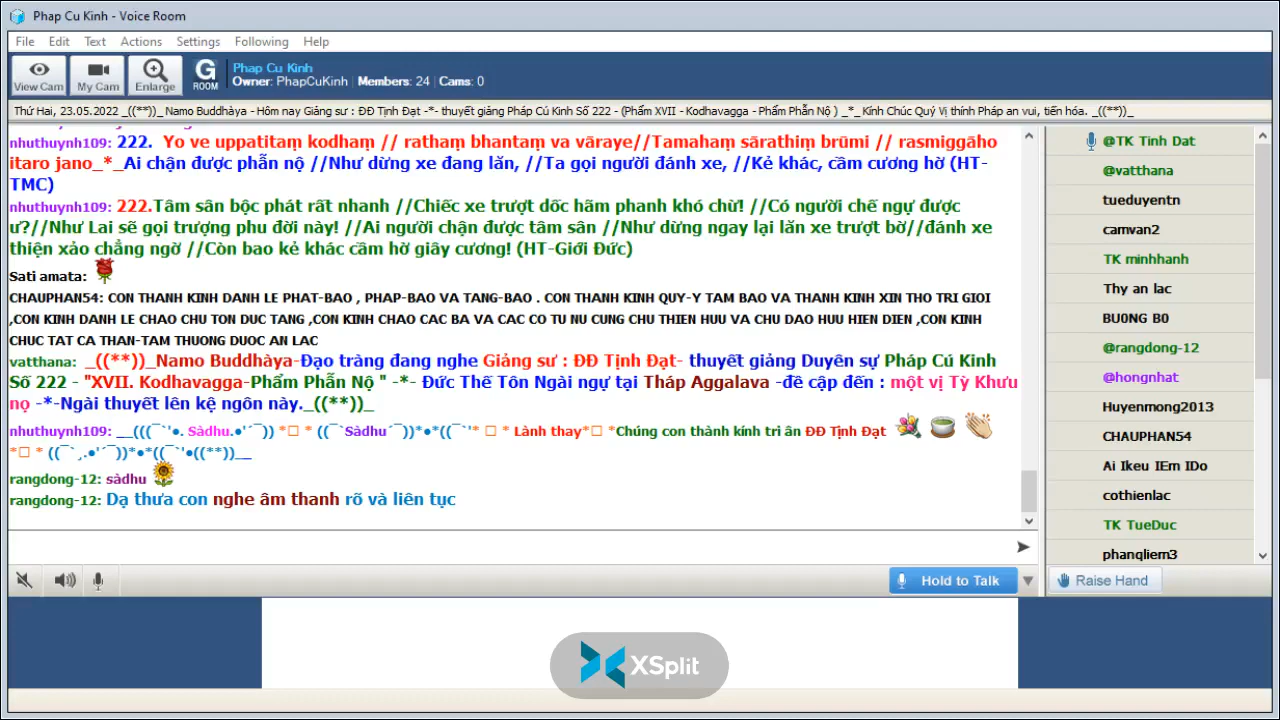 Phap Cu Kinh - Voice Room
File Edit Text Actions Settings Following Help
View Cam My Cam Enlarge G ROOM
Phap Cu Kinh
Owner: PhapCuKinh | Members: 24 | Cams: 0
Thứ Hai, 23.05.2022 _((**))_ Namo Buddhàya - Hôm nay Giảng sư : ĐĐ Tịnh Đạt -*- thuyết giảng Pháp Cú Kinh Số 222 - (Phẩm XVII - Kodhavagga - Phẩm Phẫn Nộ ) _*_ Kính Chúc Quý Vị thính Pháp an vui, tiến hóa. _((**))_
nhuthuynh109: 222. Yo ve uppatitaṃ kodhaṃ // rathaṃ bhantaṃ va vāraye//Tamahaṃ sārathiṃ brūmi // rasmiggāho
itaro jano_*_Ai chận được phẫn nộ //Như dừng xe đang lăn, //Ta gọi người đánh xe, //Kẻ khác, cầm cương hờ (HT-
TMC)
nhuthuynh109: 222.Tâm sân bộc phát rất nhanh //Chiếc xe trượt dốc hãm phanh khó chừ! //Có người chế ngự được
ư?//Như Lai sẽ gọi trượng phu đời này! //Ai người chận được tâm sân //Như dừng ngay lại lăn xe trượt bờ//đánh xe
thiện xảo chẳng ngờ //Còn bao kẻ khác cầm hờ giây cương! (HT-Giới Đức)
Sati amata:
CHAUPHAN54: CON THANH KINH DANH LE PHAT-BAO , PHAP-BAO VA TANG-BAO . CON THANH KINH QUY-Y TAM BAO VA THANH KINH XIN THO TRI GIOI
,CON KINH DANH LE CHAO CHU TON DUC TANG ,CON KINH CHAO CAC BA VA CAC CO TU NU CUNG CHU THIEN HUU VA CHU DAO HUU HIEN DIEN ,CON KINH
CHUC TAT CA THAN-TAM THUONG DUOC AN LAC
vatthana: _((**))_Namo Buddhàya-Đạo tràng đang nghe Giảng sư : ĐĐ Tịnh Đạt- thuyết giảng Duyên sự Pháp Cú Kinh
Số 222 - "XVII. Kodhavagga-Phẩm Phẫn Nộ " -*- Đức Thế Tôn Ngài ngự tại Tháp Aggalava -đề cập đến : một vị Tỳ Khưu
nọ -*-Ngài thuyết lên kệ ngôn này._((**))_
nhuthuynh109: __(((¯`'•. Sàdhu.•'´¯)) *□ * ((¯`Sàdhu´¯))*•*((¯`'* □ * Lành thay*□ *Chúng con thành kính tri ân ĐĐ Tịnh Đạt
*□ * ((¯`¸.•'´¯))*•*((¯`'•((**))__
rangdong-12: sàdhu
rangdong-12: Dạ thưa con nghe âm thanh rõ và liên tục
@TK Tinh Dat
@vatthana
tueduyentn
camvan2
TK minhhanh
Thy an lac
BU0NG B0
@rangdong-12
@hongnhat
Huyenmong2013
CHAUPHAN54
Ai Ikeu IEm IDo
cothienlac
TK TueDuc
phanqliem3
Hold to Talk
Raise Hand
XSplit